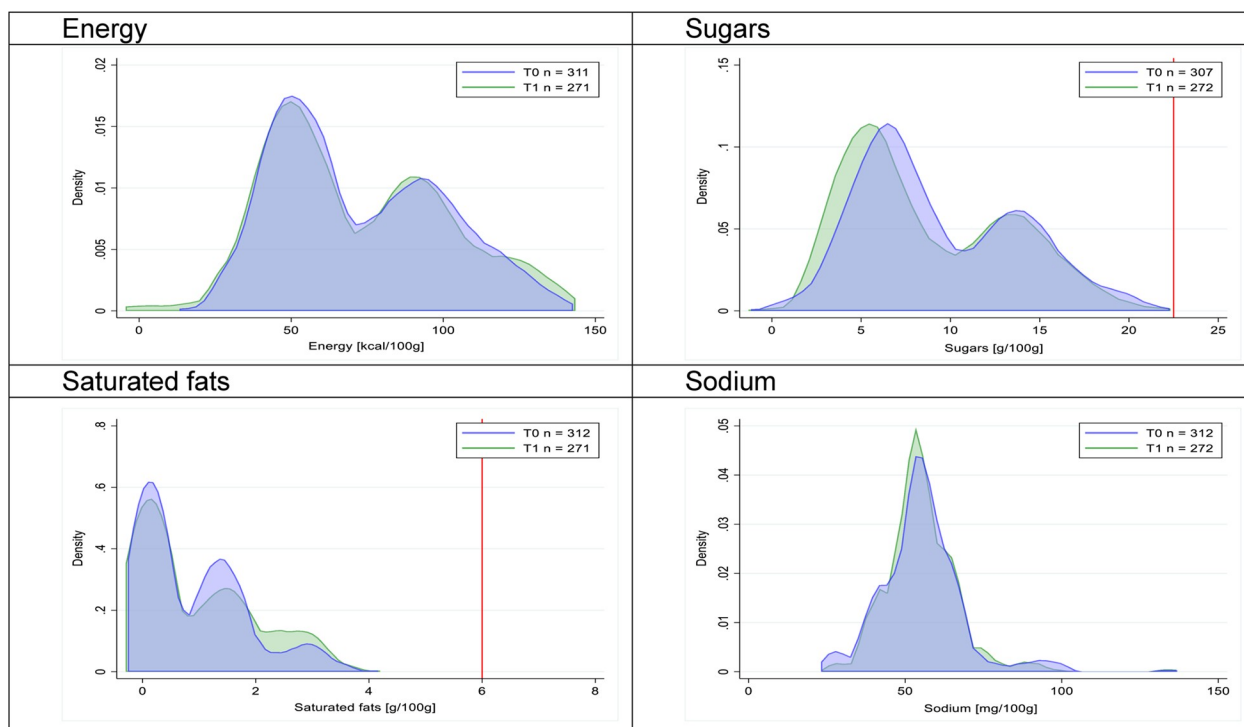 Energy
.02
.015
.01
.005
0
Density
T0 n = 311
T1 n = 271
0 50 100 150
Energy [kcal/100g]
Sugars
.15
.1
.05
0
Density
T0 n = 307
T1 n = 272
0 5 10 15 20 25
Sugars [g/100g]
Saturated fats
.8
.6
.4
.2
0
Density
T0 n = 312
T1 n = 271
0 2 4 6 8
Saturated fats [g/100g]
Sodium
.05
.04
.03
.02
.01
0
Density
T0 n = 312
T1 n = 272
0 50 100 150
Sodium [mg/100g]